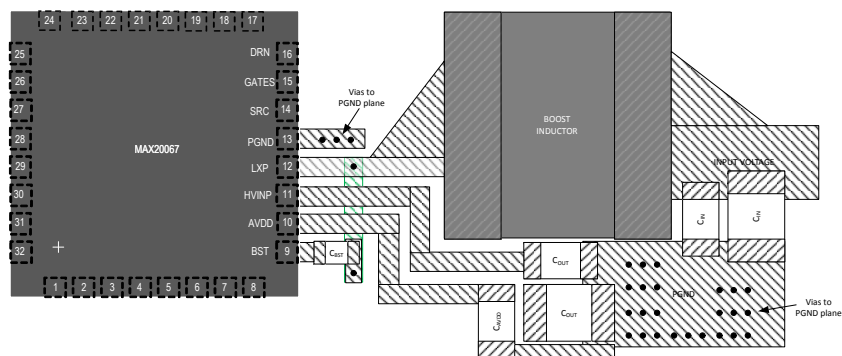 24 23 22 21 20 19 18 17
25
26
27
28
29
30
31
32
DRN 16
GATES 15
SRC 14
PGND 13
LXP 12
HVINP 11
AVDD 10
BST 9
1 2 3 4 5 6 7 8
MAX20067
Vias to
PGND plane
BOOST
INDUCTOR
INPUT VOLTAGE
CIN
CIN
CBST
COUT
COUT
CAVDD
PGND
Vias to
PGND plane